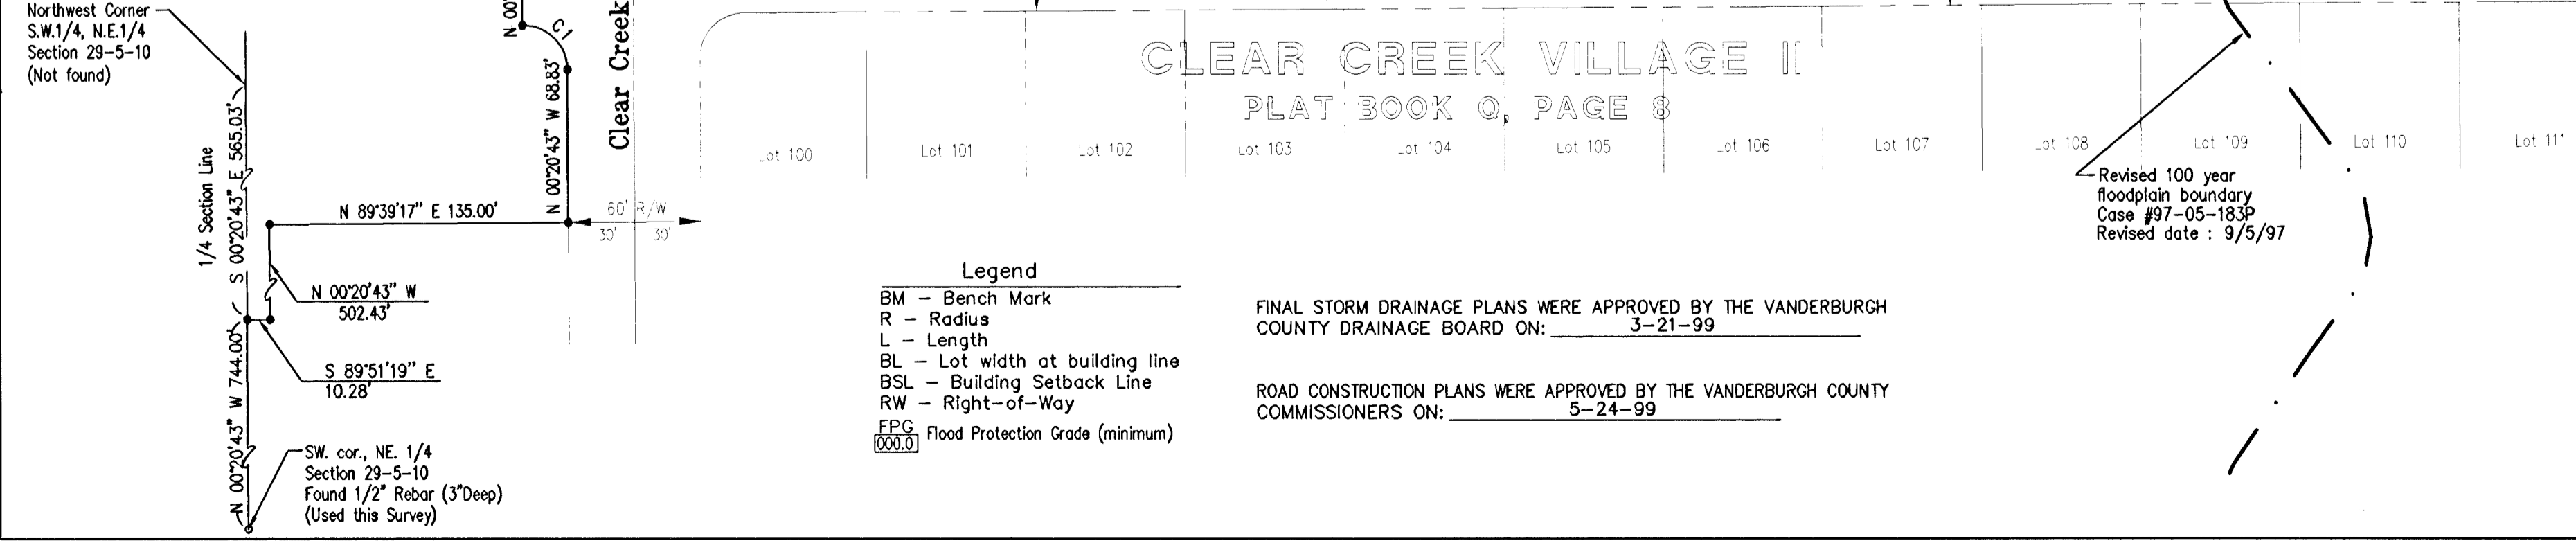 Northwest Corner
S.W.1/4, N.E.1/4
Section 29-5-10
(Not found)
1/4 Section Line
S 00°20'43" E 565.03'
N 00°20'43" W 744.00'
N 89°39'17" E 135.00'
N 00°20'43" W
502.43'
S 89°51'19" E
10.28'
SW. cor., NE. 1/4
Section 29-5-10
Found 1/2" Rebar (3"Deep)
(Used this Survey)
N 00°
C1
N 00°20'43" W 68.83'
Clear Creek
60' R/W
30' 30'
CLEAR CREEK VILLAGE II
PLAT BOOK Q, PAGE 8
Lot 100 Lot 101 Lot 102 Lot 103 Lot 104 Lot 105 Lot 106 Lot 107 Lot 108 Lot 109 Lot 110 Lot 11
Revised 100 year
floodplain boundary
Case #97-05-183P
Revised date : 9/5/97
Legend
BM - Bench Mark
R - Radius
L - Length
BL - Lot width at building line
BSL - Building Setback Line
RW - Right-of-Way
FPG
000.0 Flood Protection Grade (minimum)
FINAL STORM DRAINAGE PLANS WERE APPROVED BY THE VANDERBURGH
COUNTY DRAINAGE BOARD ON: 3-21-99
ROAD CONSTRUCTION PLANS WERE APPROVED BY THE VANDERBURGH COUNTY
COMMISSIONERS ON: 5-24-99